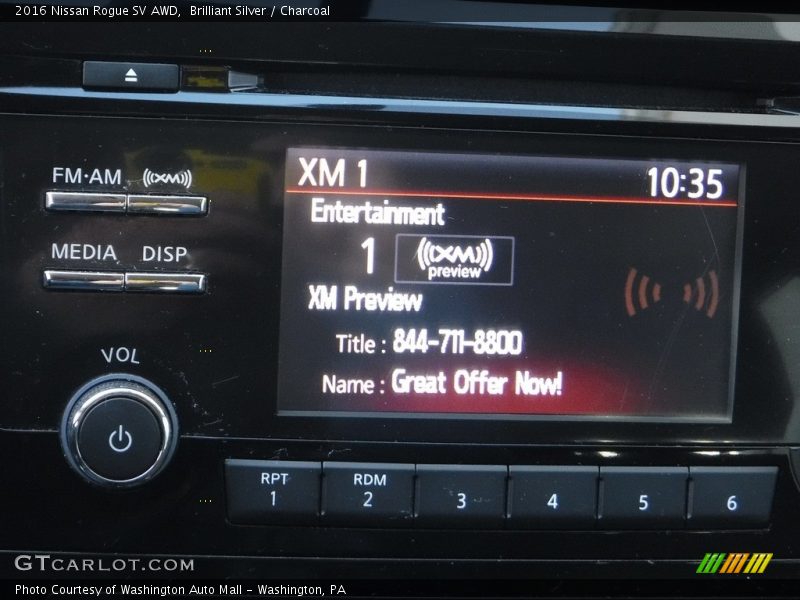 2016 Nissan Rogue SV AWD,  Brilliant Silver / Charcoal
FM·AM
XM
MEDIA
DISP
VOL
XM 1
10:35
Entertainment
1
XM
preview
XM Preview
Title : 844-711-8800
Name : Great Offer Now!
RPT
1
RDM
2
3
4
5
6
GTCARLOT.COM
Photo Courtesy of Washington Auto Mall – Washington, PA